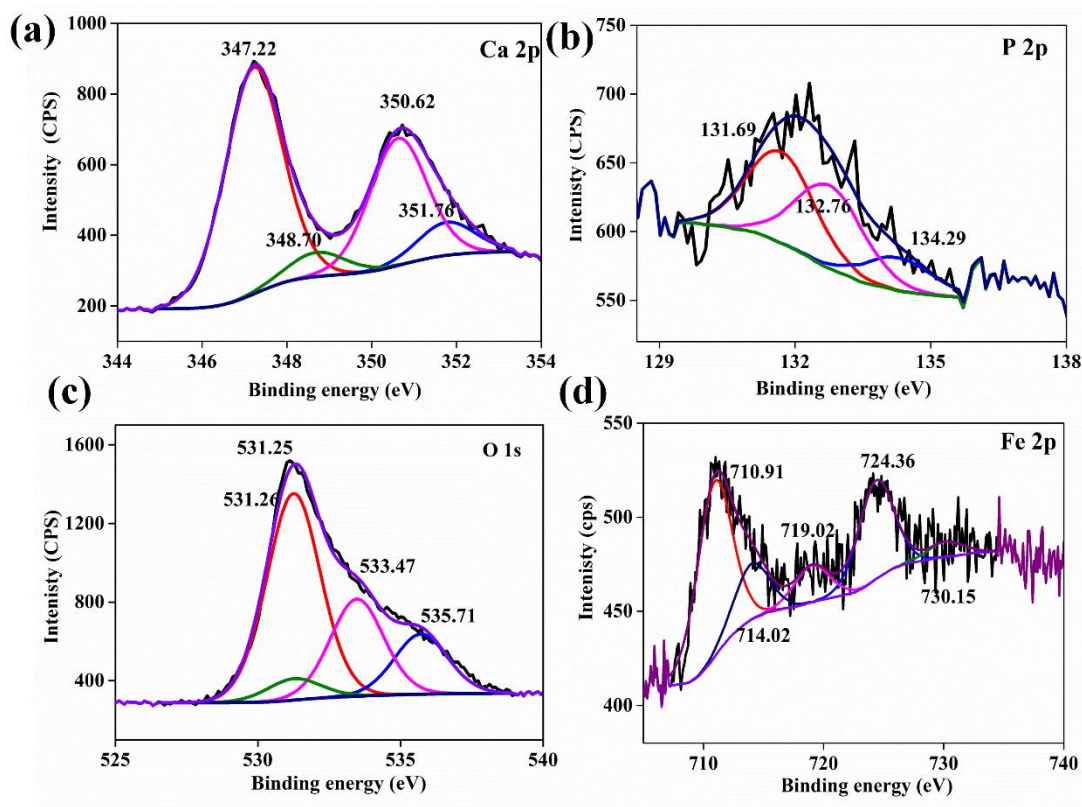 (a)
Ca 2p
347.22
350.62
348.70
351.76
1000
800
600
400
200
344 346 348 350 352 354
Intensity (CPS)
Binding energy (eV)
(b)
P 2p
131.69
132.76
134.29
750
700
650
600
550
129 132 135 138
Intenisty (CPS)
Binding energy (eV)
(c)
O 1s
531.25
531.26
533.47
535.71
1600
1200
800
400
525 530 535 540
Intenisty (CPS)
Binding energy (eV)
(d)
Fe 2p
710.91
724.36
719.02
714.02
730.15
550
500
450
400
710 720 730 740
Intenisty (cps)
Binding energy (eV)